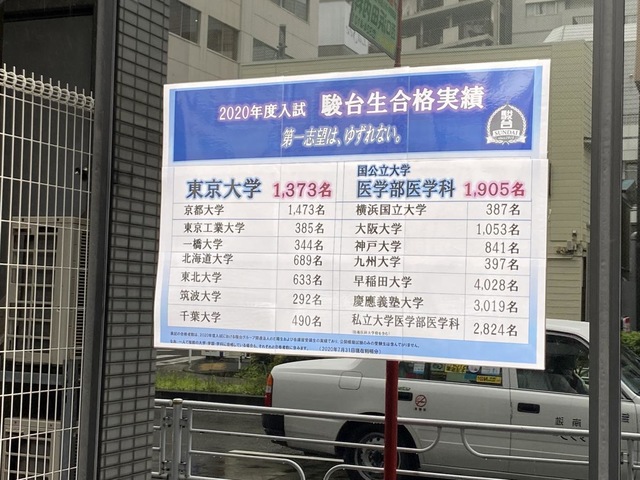 2020年度入試 駿台生合格実績
第一志望は、ゆずれない。
駿台
SUNDAI
東京大学 1,373名
京都大学 1,473名
東京工業大学 385名
一橋大学 344名
北海道大学 689名
東北大学 633名
筑波大学 292名
千葉大学 490名
国公立大学
医学部医学科 1,905名
横浜国立大学 387名
大阪大学 1,053名
神戸大学 841名
九州大学 397名
早稲田大学 4,028名
慶應義塾大学 3,019名
私立大学医学部医学科 2,824名